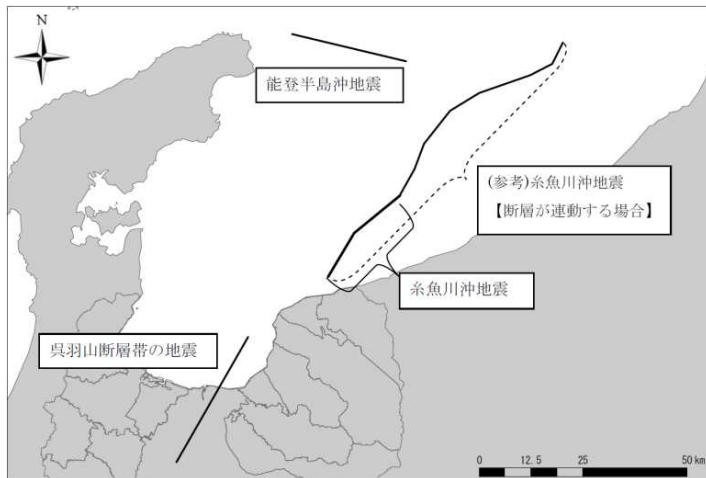 N
能登半島沖地震
(参考)糸魚川沖地震
【断層が連動する場合】
糸魚川沖地震
呉羽山断層帯の地震
0 12.5 25 50 km